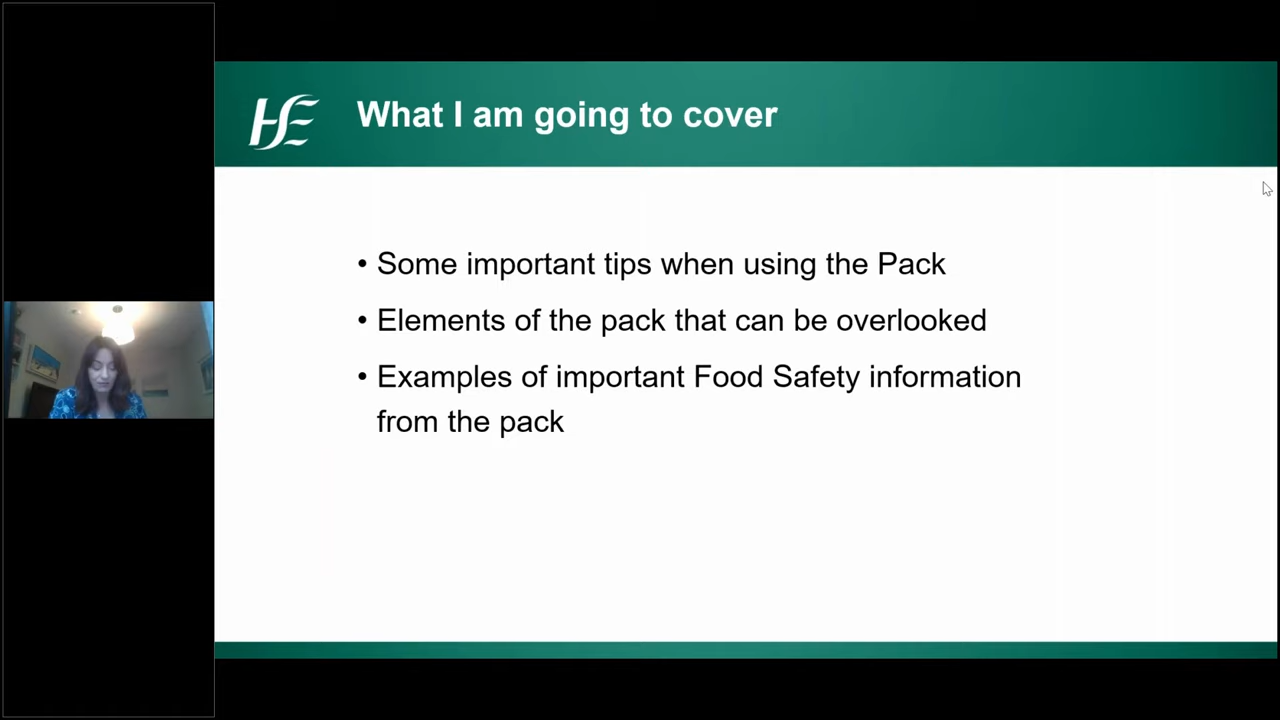 HSE
What I am going to cover
• Some important tips when using the Pack
• Elements of the pack that can be overlooked
• Examples of important Food Safety information
from the pack